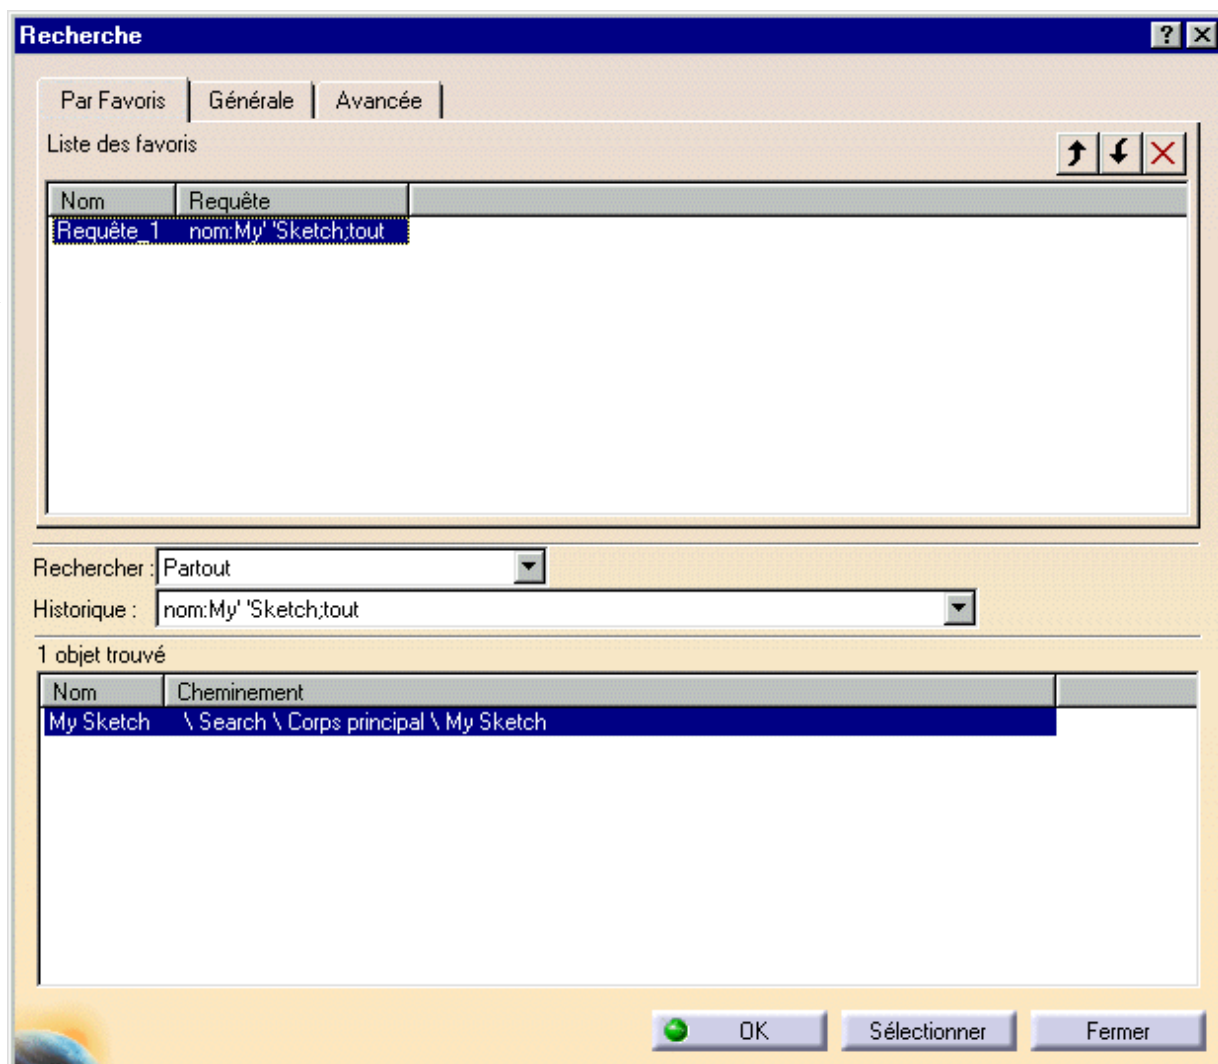 Recherche
Par Favoris Générale Avancée
Liste des favoris
Nom Requête
Requête_1 nom:My' 'Sketch;tout
Rechercher : Partout
Historique : nom:My' 'Sketch;tout
1 objet trouvé
Nom Cheminement
My Sketch \ Search \ Corps principal \ My Sketch
OK Sélectionner Fermer